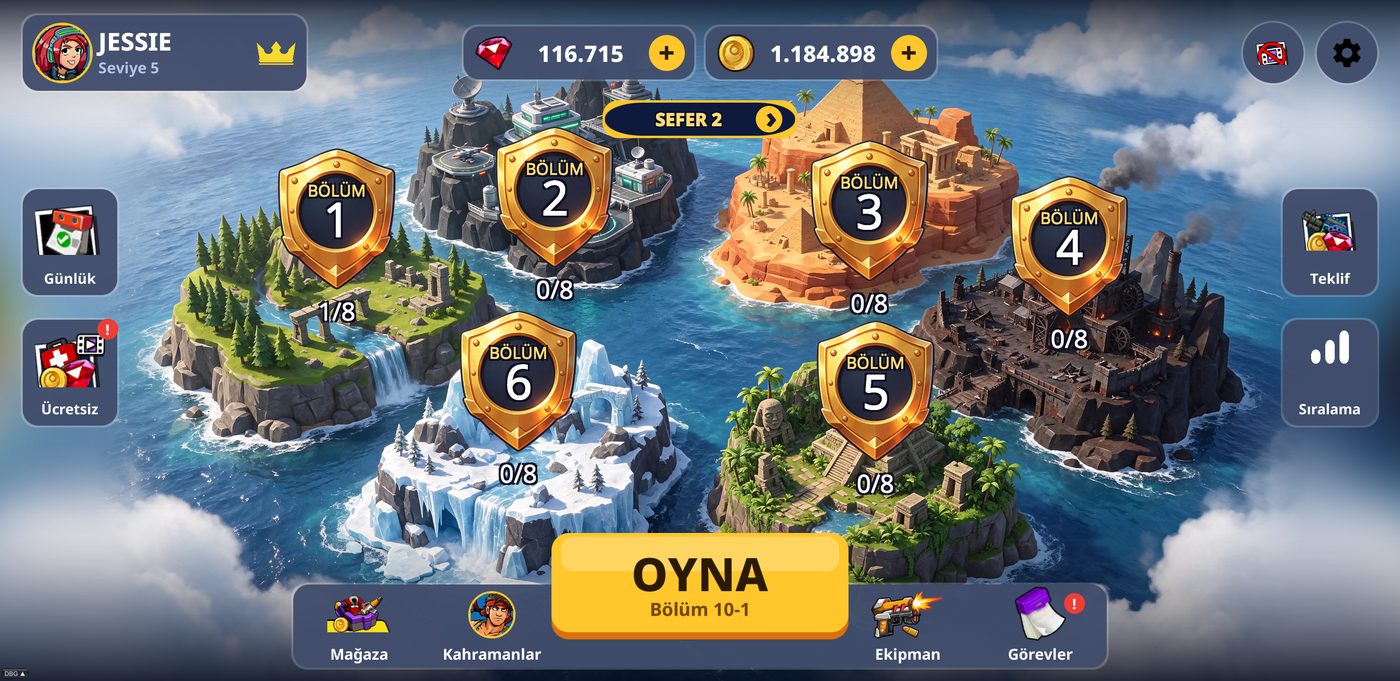 JESSIE
Seviye 5
116.715
+
1.184.898
+
SEFER 2
BÖLÜM
1
1/8
BÖLÜM
2
0/8
BÖLÜM
3
0/8
BÖLÜM
4
0/8
BÖLÜM
6
0/8
BÖLÜM
5
0/8
Günlük
!
Ücretsiz
Teklif
Sıralama
OYNA
Bölüm 10-1
Mağaza
Kahramanlar
Ekipman
!
Görevler
DBG ▲